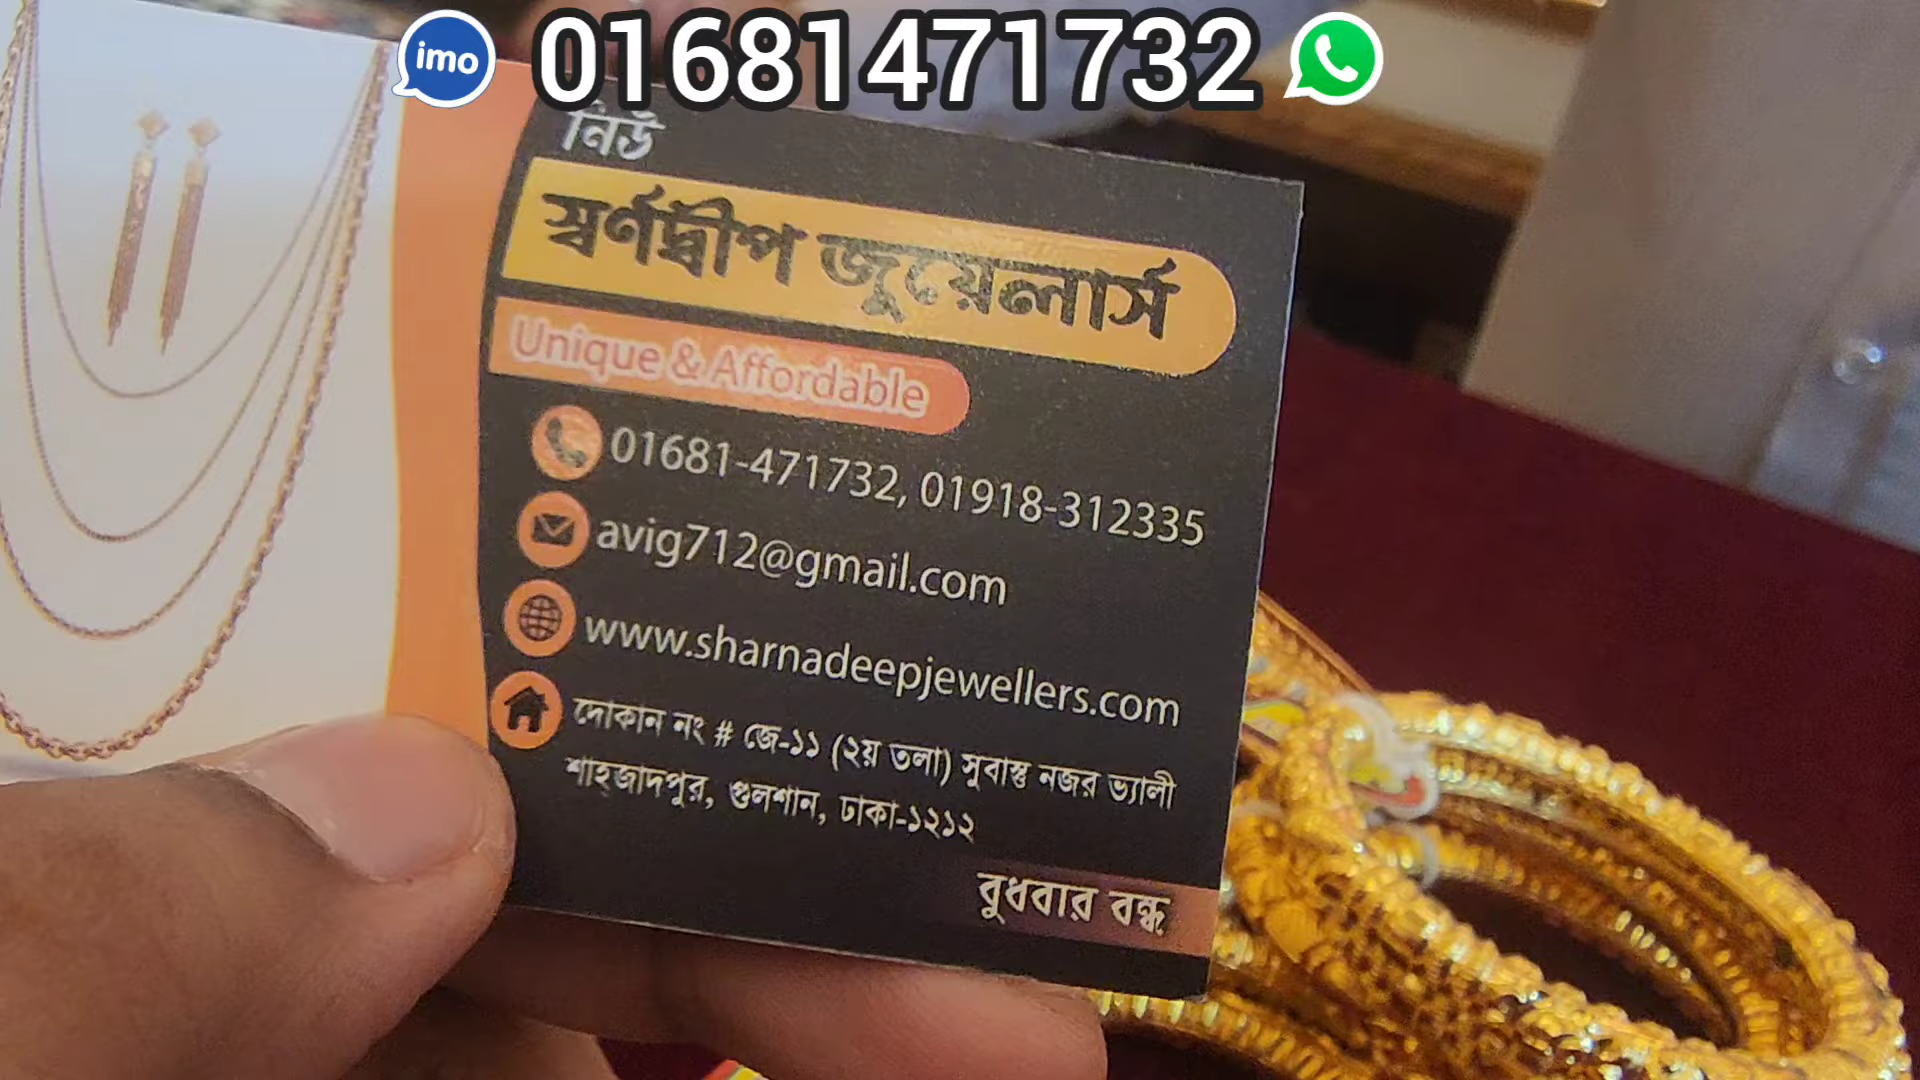 imo 01681471732
নিউ
স্বর্ণদ্বীপ জুয়েলার্স
Unique & Affordable
01681-471732, 01918-312335
avig712@gmail.com
www.sharnadeepjewellers.com
দোকান নং # জে-১১ (২য় তলা) সুবাস্তু নজর ভ্যালী
শাহজাদপুর, গুলশান, ঢাকা-১২১২
বুধবার বন্ধ